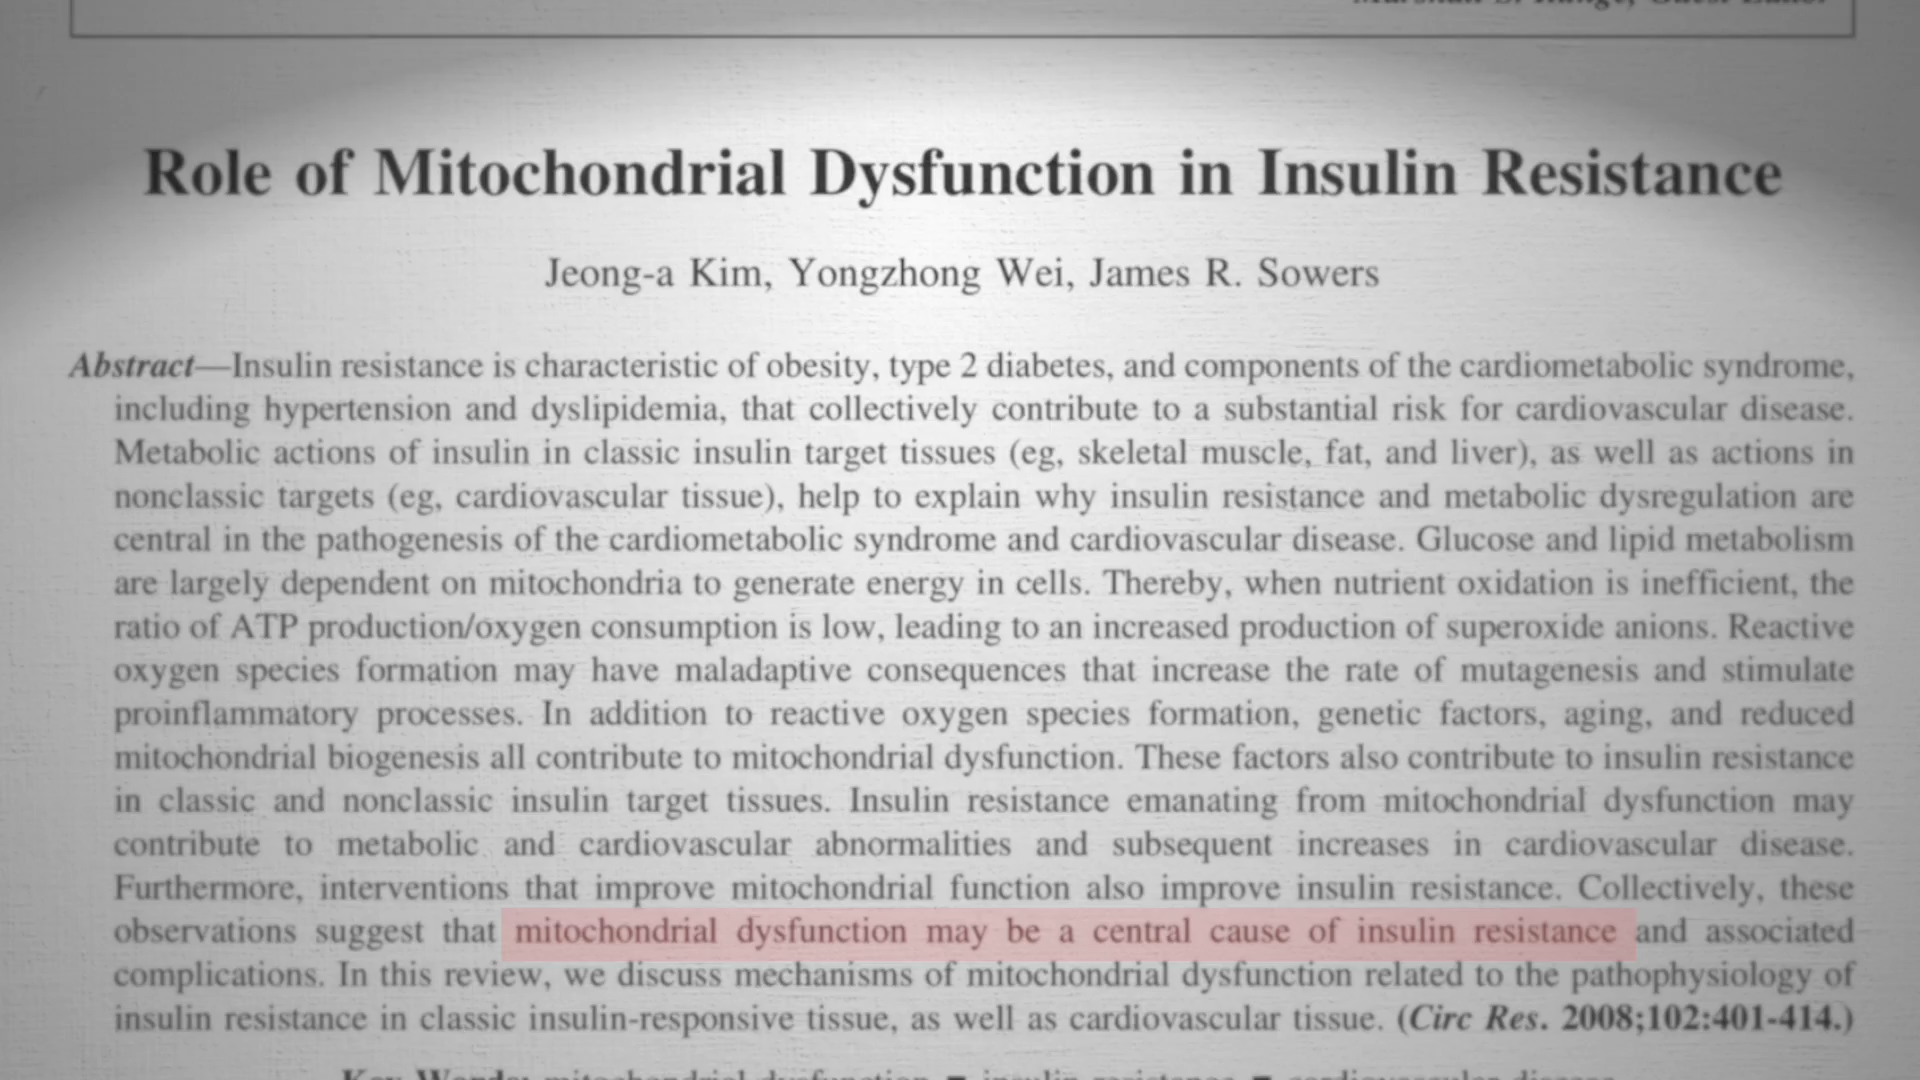 Role of Mitochondrial Dysfunction in Insulin Resistance
Jeong-a Kim, Yongzhong Wei, James R. Sowers
Abstract—Insulin resistance is characteristic of obesity, type 2 diabetes, and components of the cardiometabolic syndrome,
including hypertension and dyslipidemia, that collectively contribute to a substantial risk for cardiovascular disease.
Metabolic actions of insulin in classic insulin target tissues (eg, skeletal muscle, fat, and liver), as well as actions in
nonclassic targets (eg, cardiovascular tissue), help to explain why insulin resistance and metabolic dysregulation are
central in the pathogenesis of the cardiometabolic syndrome and cardiovascular disease. Glucose and lipid metabolism
are largely dependent on mitochondria to generate energy in cells. Thereby, when nutrient oxidation is inefficient, the
ratio of ATP production/oxygen consumption is low, leading to an increased production of superoxide anions. Reactive
oxygen species formation may have maladaptive consequences that increase the rate of mutagenesis and stimulate
proinflammatory processes. In addition to reactive oxygen species formation, genetic factors, aging, and reduced
mitochondrial biogenesis all contribute to mitochondrial dysfunction. These factors also contribute to insulin resistance
in classic and nonclassic insulin target tissues. Insulin resistance emanating from mitochondrial dysfunction may
contribute to metabolic and cardiovascular abnormalities and subsequent increases in cardiovascular disease.
Furthermore, interventions that improve mitochondrial function also improve insulin resistance. Collectively, these
observations suggest that mitochondrial dysfunction may be a central cause of insulin resistance and associated
complications. In this review, we discuss mechanisms of mitochondrial dysfunction related to the pathophysiology of
insulin resistance in classic insulin-responsive tissue, as well as cardiovascular tissue. (Circ Res. 2008;102:401-414.)
Key Words: mitochondrial dysfunction ■ insulin resistance ■ cardiovascular disease